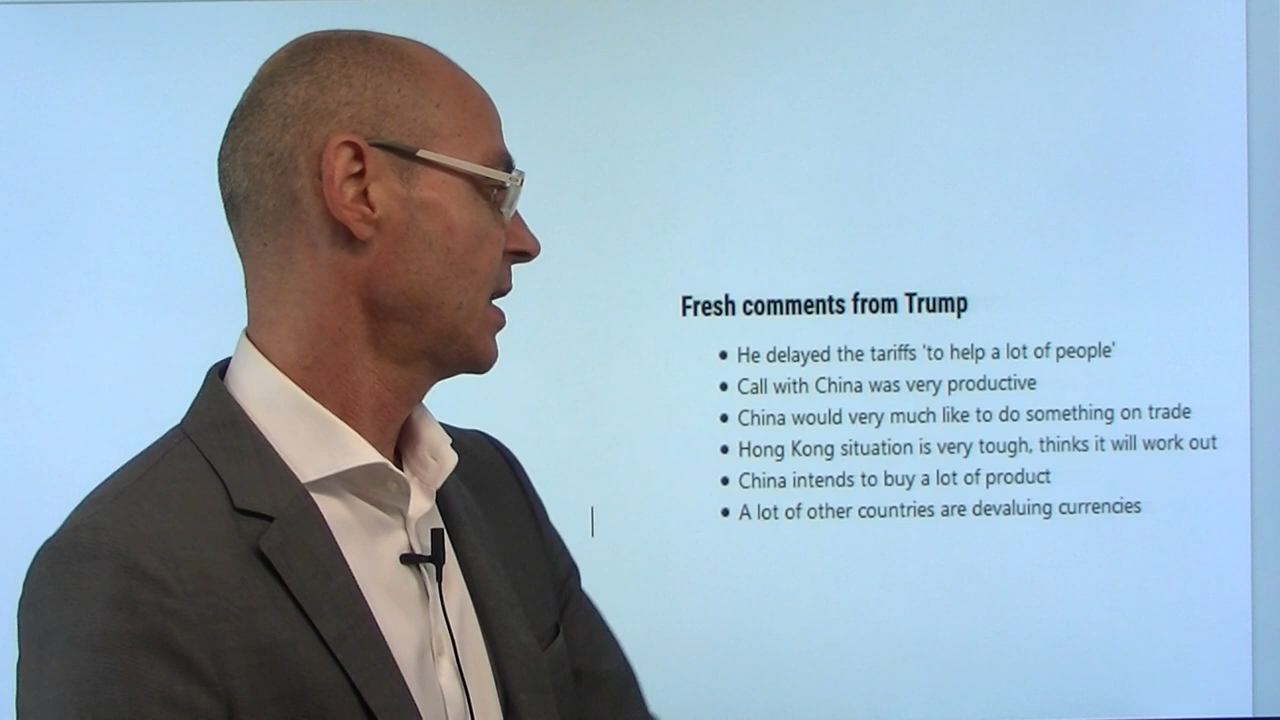 Fresh comments from Trump
• He delayed the tariffs 'to help a lot of people'
• Call with China was very productive
• China would very much like to do something on trade
• Hong Kong situation is very tough, thinks it will work out
• China intends to buy a lot of product
• A lot of other countries are devaluing currencies